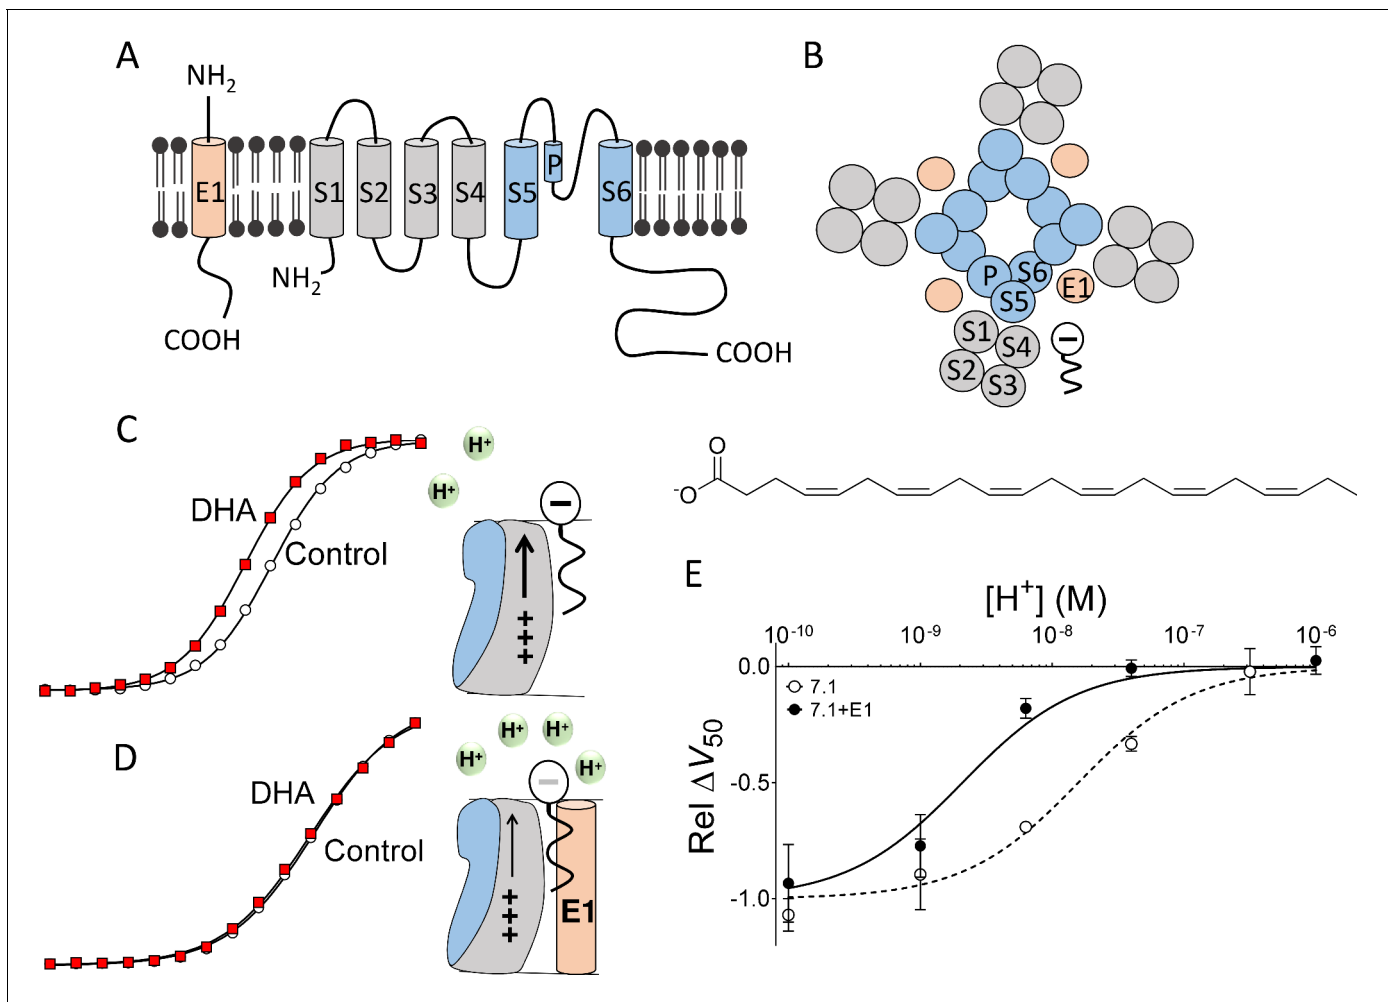 A
NH2
E1
S1
S2
S3
S4
S5
P
S6
NH2
COOH
COOH
B
P
S6
E1
S5
S1
S4
S2
S3
−
C
H+
H+
DHA
Control
−
+
+
+
O
-O
D
H+
H+
H+
H+
−
DHA
Control
+
+
+
E1
E
[H+] (M)
10-10
10-9
10-8
10-7
10-6
0.0
-0.5
-1.0
Rel ΔV50
7.1
7.1+E1